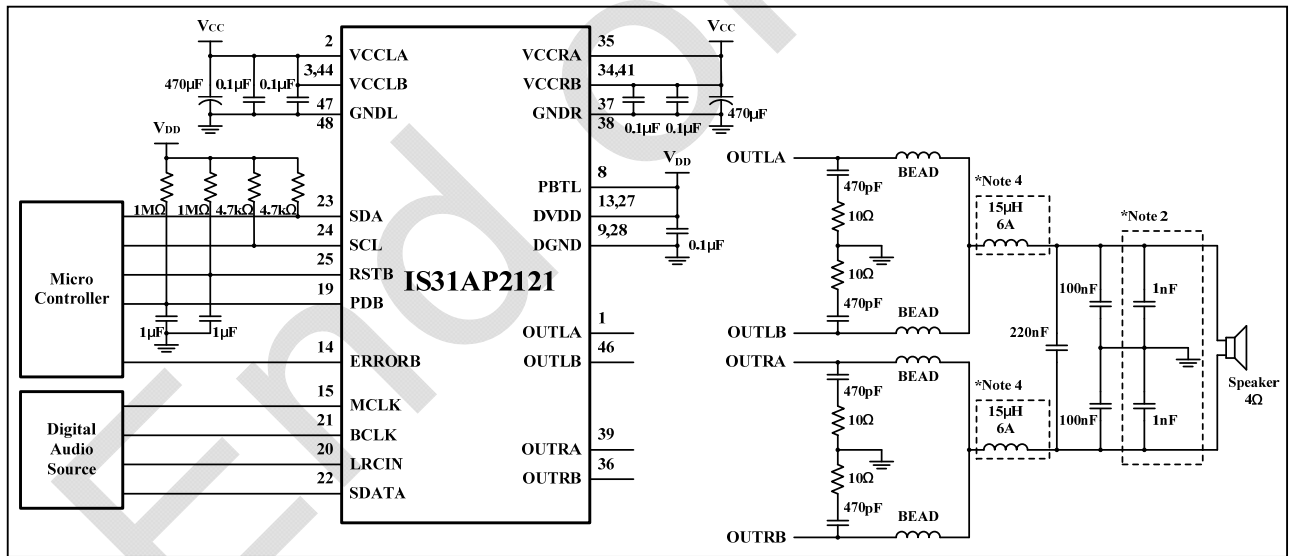 VCC
2
VCCLA
3,44
VCCLB
470µF
0.1µF
0.1µF
47
GNDL
48
VDD
1MΩ
1MΩ
4.7kΩ
4.7kΩ
23
SDA
24
SCL
25
RSTB
19
PDB
1µF
1µF
14
ERRORB
15
MCLK
21
BCLK
20
LRCIN
22
SDATA
Micro
Controller
Digital
Audio
Source
IS31AP2121
VCC
35
VCCRA
34,41
VCCRB
37
GNDR
38
0.1µF
0.1µF
470µF
VDD
8
PBTL
13,27
DVDD
9,28
DGND
0.1µF
1
OUTLA
46
OUTLB
39
OUTRA
36
OUTRB
OUTLA
BEAD
470pF
10Ω
10Ω
470pF
OUTLB
BEAD
OUTRA
BEAD
470pF
10Ω
10Ω
470pF
OUTRB
BEAD
*Note 4
15µH
6A
*Note 4
15µH
6A
220nF
100nF
100nF
*Note 2
1nF
1nF
Speaker
4Ω
End o